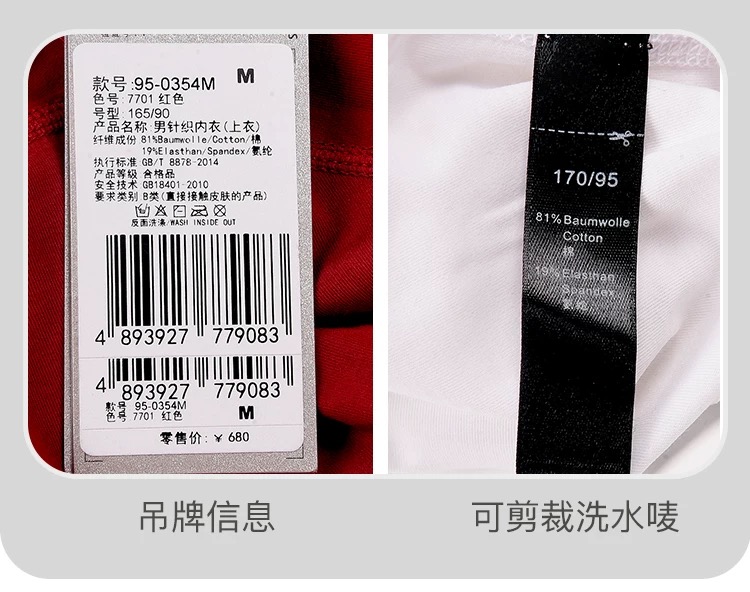 款号:95-0354M
M
色号:7701 红色
号型:165/90
产品名称:男针织内衣(上衣)
纤维成份 81%Baumwolle/Cotton/棉
19%Elasthan/Spandex/氨纶
执行标准 GB/T 8878-2014
产品等级 合格品
安全技术 GB18401-2010
要求类别 B类(直接接触皮肤的产品)
反面洗涤/WASH INSIDE OUT
4 893927 779083
4 893927 779083
款号 95-0354M
M
色号 7701 红色
零售价:¥ 680
170/95
81%Baumwolle
Cotton
棉
19%Elasthan
Spandex
氨纶
吊牌信息
可剪裁洗水唛